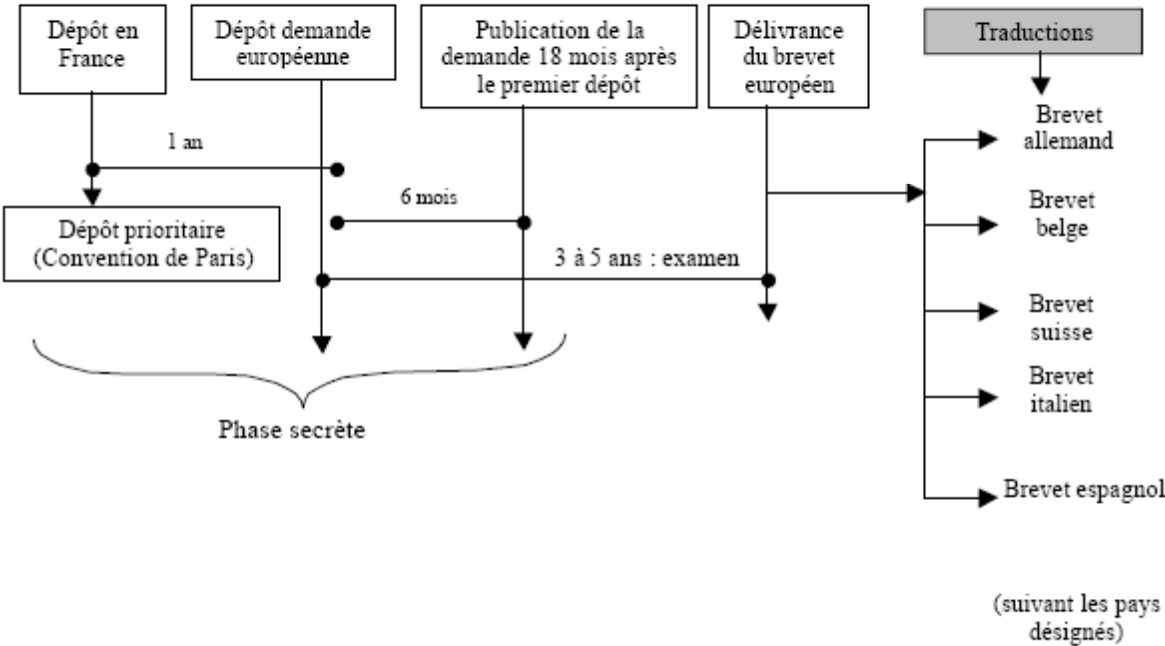 Dépôt en
France
Dépôt demande
européenne
Publication de la
demande 18 mois après
le premier dépôt
Délivrance
du brevet
européen
Traductions
1 an
6 mois
Dépôt prioritaire
(Convention de Paris)
3 à 5 ans : examen
Phase secrète
Brevet
allemand
Brevet
belge
Brevet
suisse
Brevet
italien
Brevet espagnol
(suivant les pays
désignés)